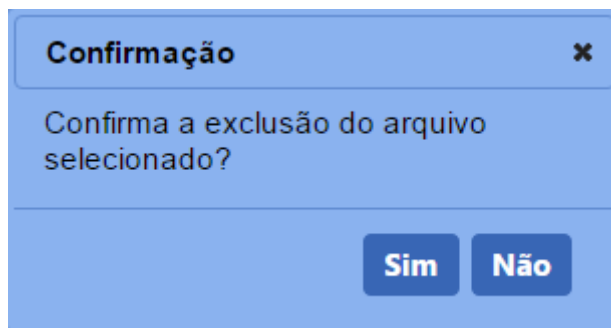 Confirmação
Confirma a exclusão do arquivo
selecionado?
Sim Não